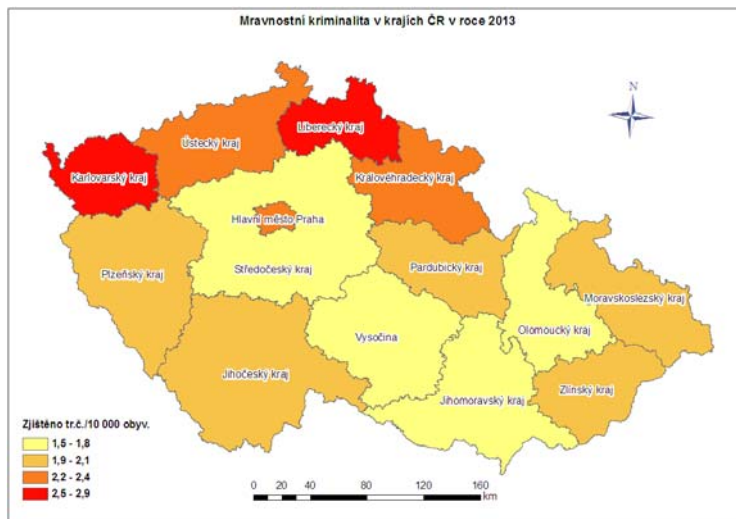 Mravnostní kriminalita v krajích ČR v roce 2013
N
Liberecký kraj
Ústecký kraj
Karlovarský kraj
Královéhradecký kraj
Hlavní město Praha
Plzeňský kraj
Středočeský kraj
Pardubický kraj
Moravskoslezský kraj
Olomoucký kraj
Vysočina
Jihočeský kraj
Zlínský kraj
Jihomoravský kraj
Zjištěno tr.č./10 000 obyv.
1,5 - 1,8
1,9 - 2,1
2,2 - 2,4
2,5 - 2,9
0 10 20 40 80 120 160
km